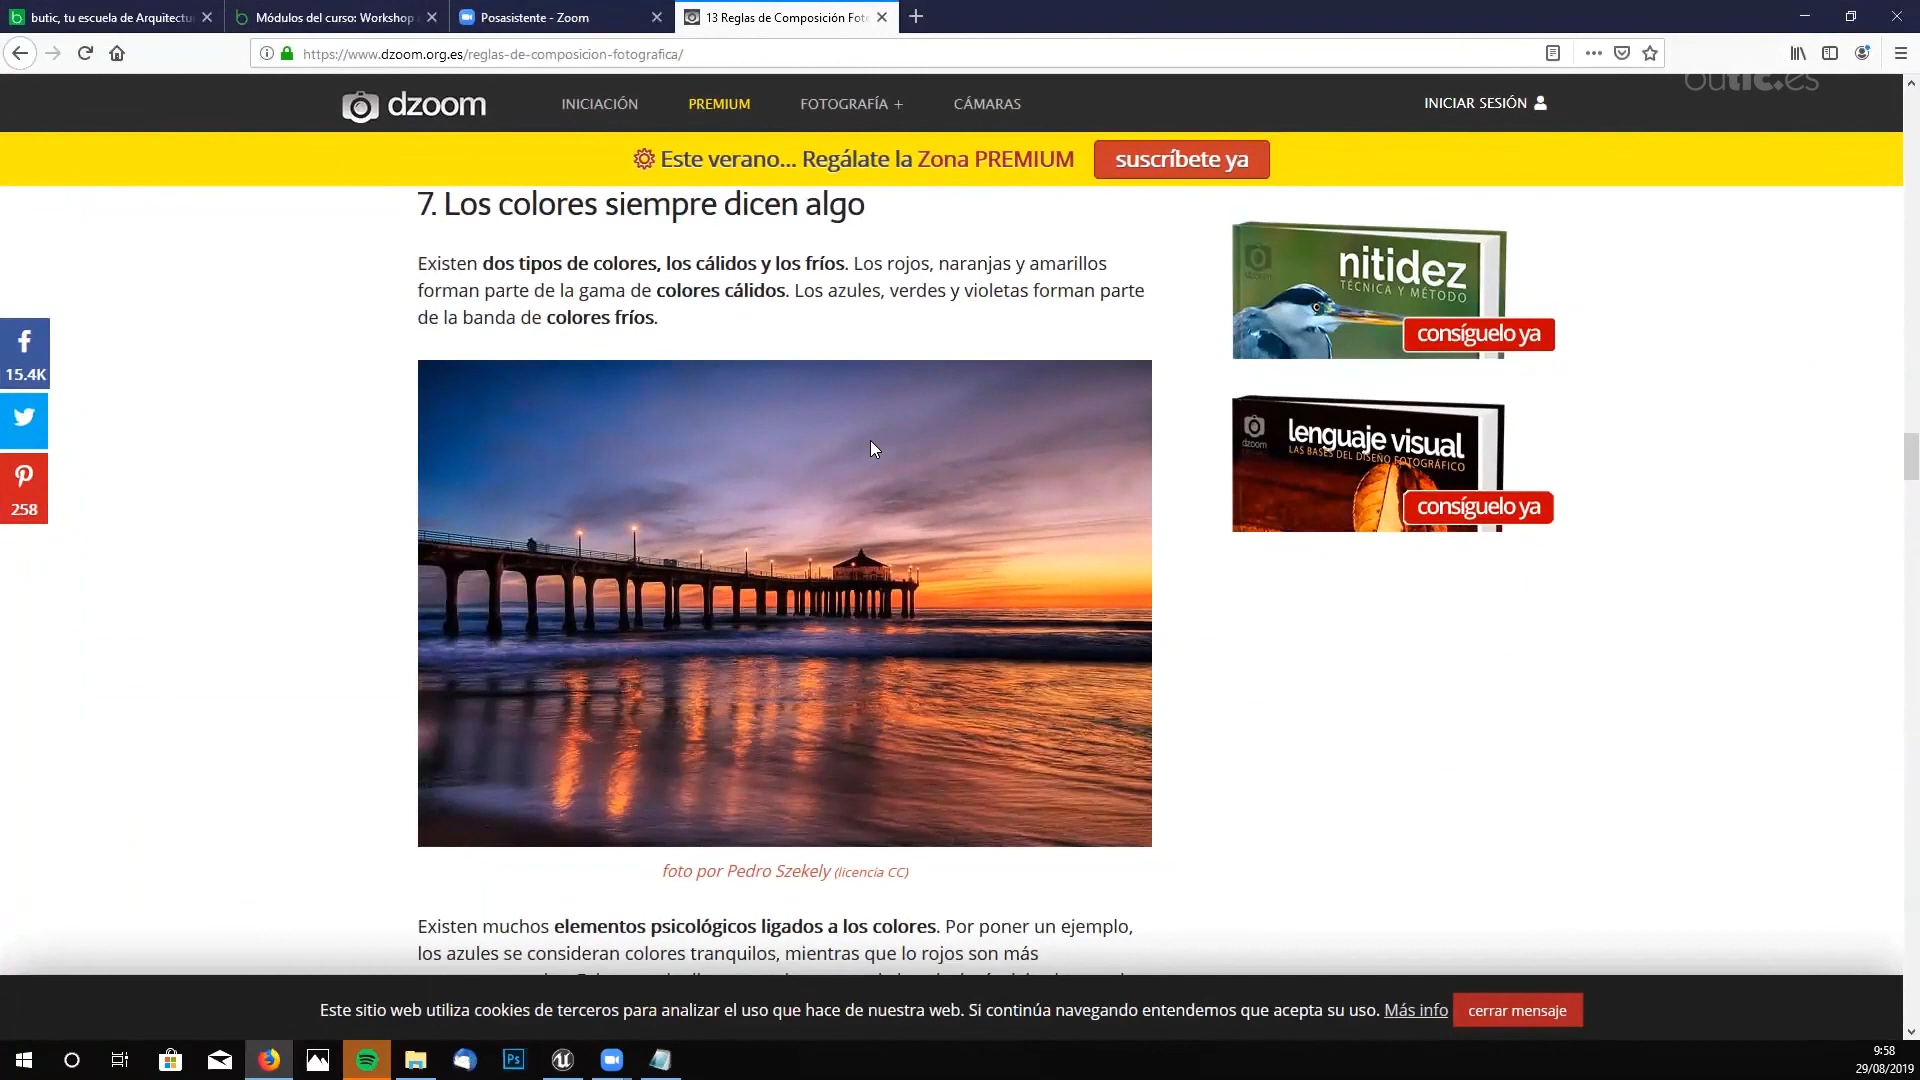 butic, tu escuela de Arquitectur
Módulos del curso: Workshop
Posasistente - Zoom
13 Reglas de Composición Fot
https://www.dzoom.org.es/reglas-de-composicion-fotografica/
butic.es
dzoom
INICIACIÓN
PREMIUM
FOTOGRAFÍA +
CÁMARAS
INICIAR SESIÓN
Este verano... Regálate la Zona PREMIUM
suscríbete ya
7. Los colores siempre dicen algo
Existen dos tipos de colores, los cálidos y los fríos. Los rojos, naranjas y amarillos
forman parte de la gama de colores cálidos. Los azules, verdes y violetas forman parte
de la banda de colores fríos.
nitidez
TÉCNICA Y MÉTODO
consíguelo ya
dzoom
lenguaje visual
LAS BASES DEL DISEÑO FOTOGRÁFICO
consíguelo ya
15.4K
258
foto por Pedro Szekely (licencia CC)
Existen muchos elementos psicológicos ligados a los colores. Por poner un ejemplo,
los azules se consideran colores tranquilos, mientras que lo rojos son más
Este sitio web utiliza cookies de terceros para analizar el uso que hace de nuestra web. Si continúa navegando entendemos que acepta su uso. Más info
cerrar mensaje
Ps
9:58
29/08/2019